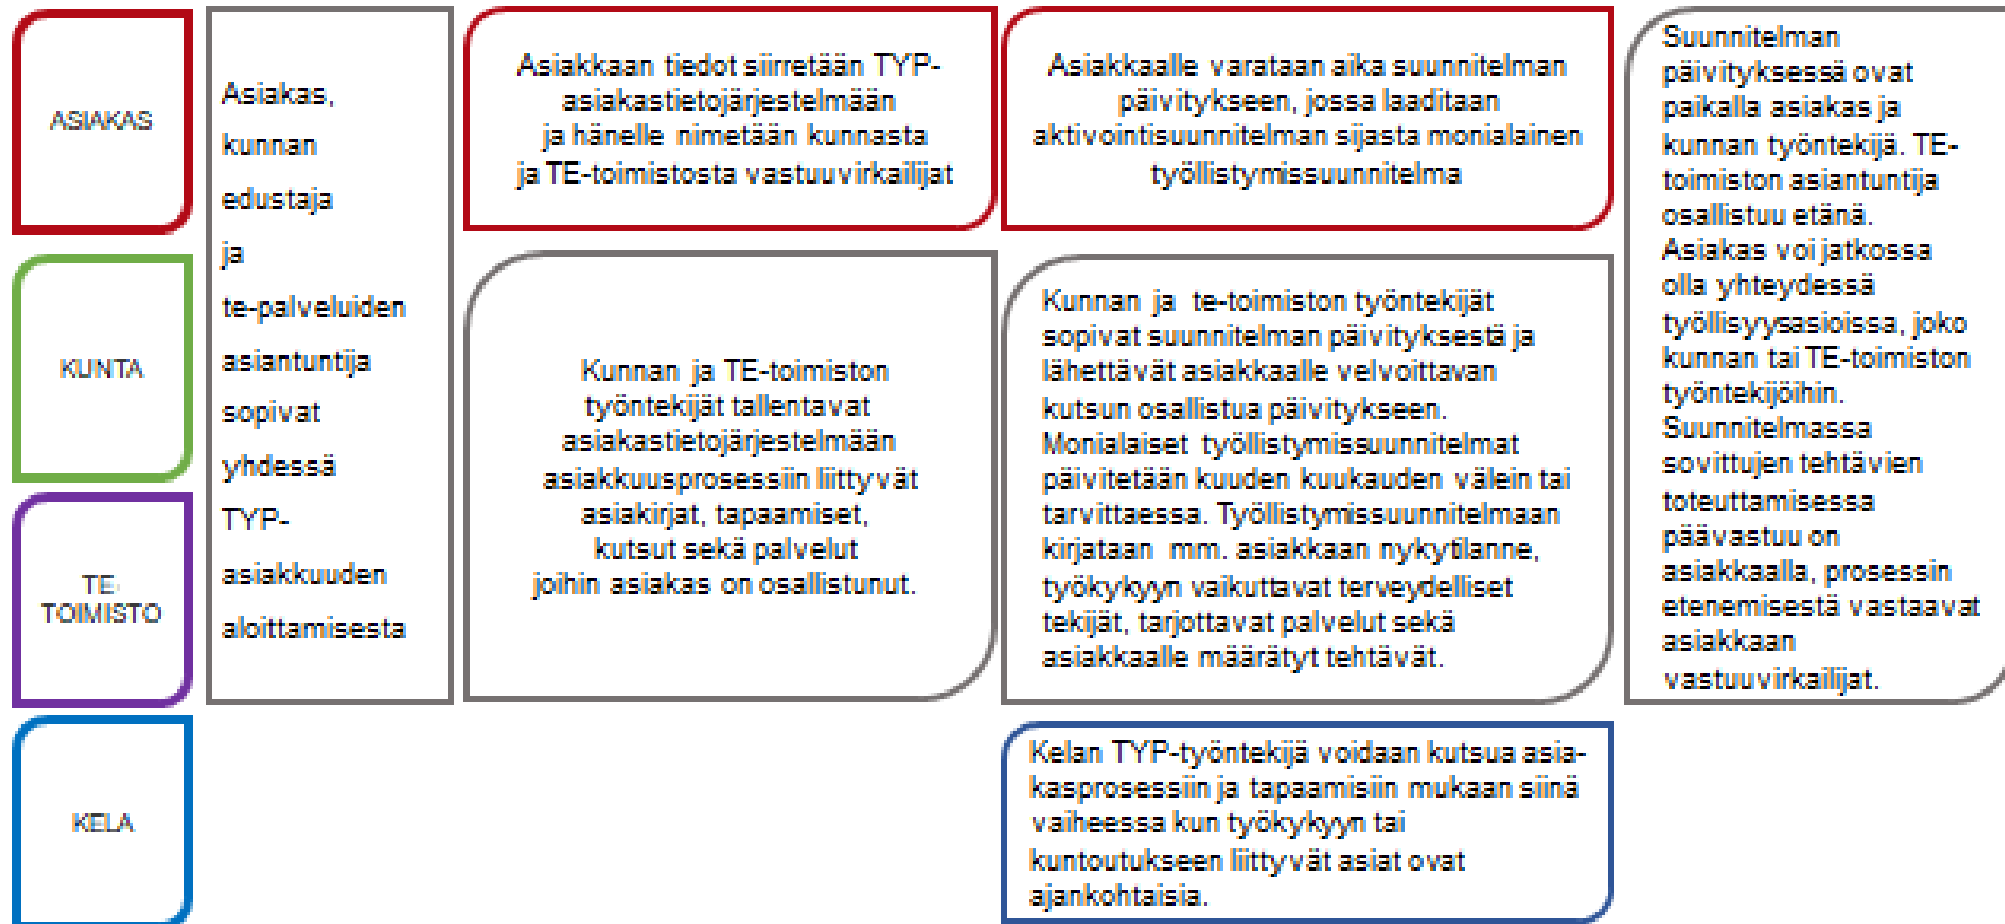 ASIAKAS
KUNTA
TE-
TOIMISTO
KELA
Asiakas,
kunnan
edustaja
ja
te-palveluiden
asiantuntija
sopivat
yhdessä
TYP-
asiakkuuden
aloittamisesta
Asiakkaan tiedot siirretään TYP-
asiakastietojärjestelmään
ja hänelle nimetään kunnasta
ja TE-toimistosta vastuuvirkailijat
Kunnan ja TE-toimiston
työntekijät tallentavat
asiakastietojärjestelmään
asiakkuusprosessiin liittyvät
asiakirjat, tapaamiset,
kutsut sekä palvelut
joihin asiakas on osallistunut.
Asiakkaalle varataan aika suunnitelman
päivitykseen, jossa laaditaan
aktivointisuunnitelman sijasta monialainen
työllistymissuunnitelma
Kunnan ja te-toimiston työntekijät
sopivat suunnitelman päivityksestä ja
lähettävät asiakkaalle velvoittavan
kutsun osallistua päivitykseen.
Monialaiset työllistymissuunnitelmat
päivitetään kuuden kuukauden välein tai
tarvittaessa. Työllistymissuunnitelmaan
kirjataan mm. asiakkaan nykytilanne,
työkykyyn vaikuttavat terveydelliset
tekijät, tarjottavat palvelut sekä
asiakkaalle määrätyt tehtävät.
Kelan TYP-työntekijä voidaan kutsua asia-
kasprosessiin ja tapaamisiin mukaan siinä
vaiheessa kun työkykyyn tai
kuntoutukseen liittyvät asiat ovat
ajankohtaisia.
Suunnitelman
päivityksessä ovat
paikalla asiakas ja
kunnan työntekijä. TE-
toimiston asiantuntija
osallistuu etänä.
Asiakas voi jatkossa
olla yhteydessä
työllisyysasioissa, joko
kunnan tai TE-toimiston
työntekijöihin.
Suunnitelmassa
sovittujen tehtävien
toteuttamisessa
päävastuu on
asiakkaalla, prosessin
etenemisestä vastaavat
asiakkaan
vastuuvirkailijat.